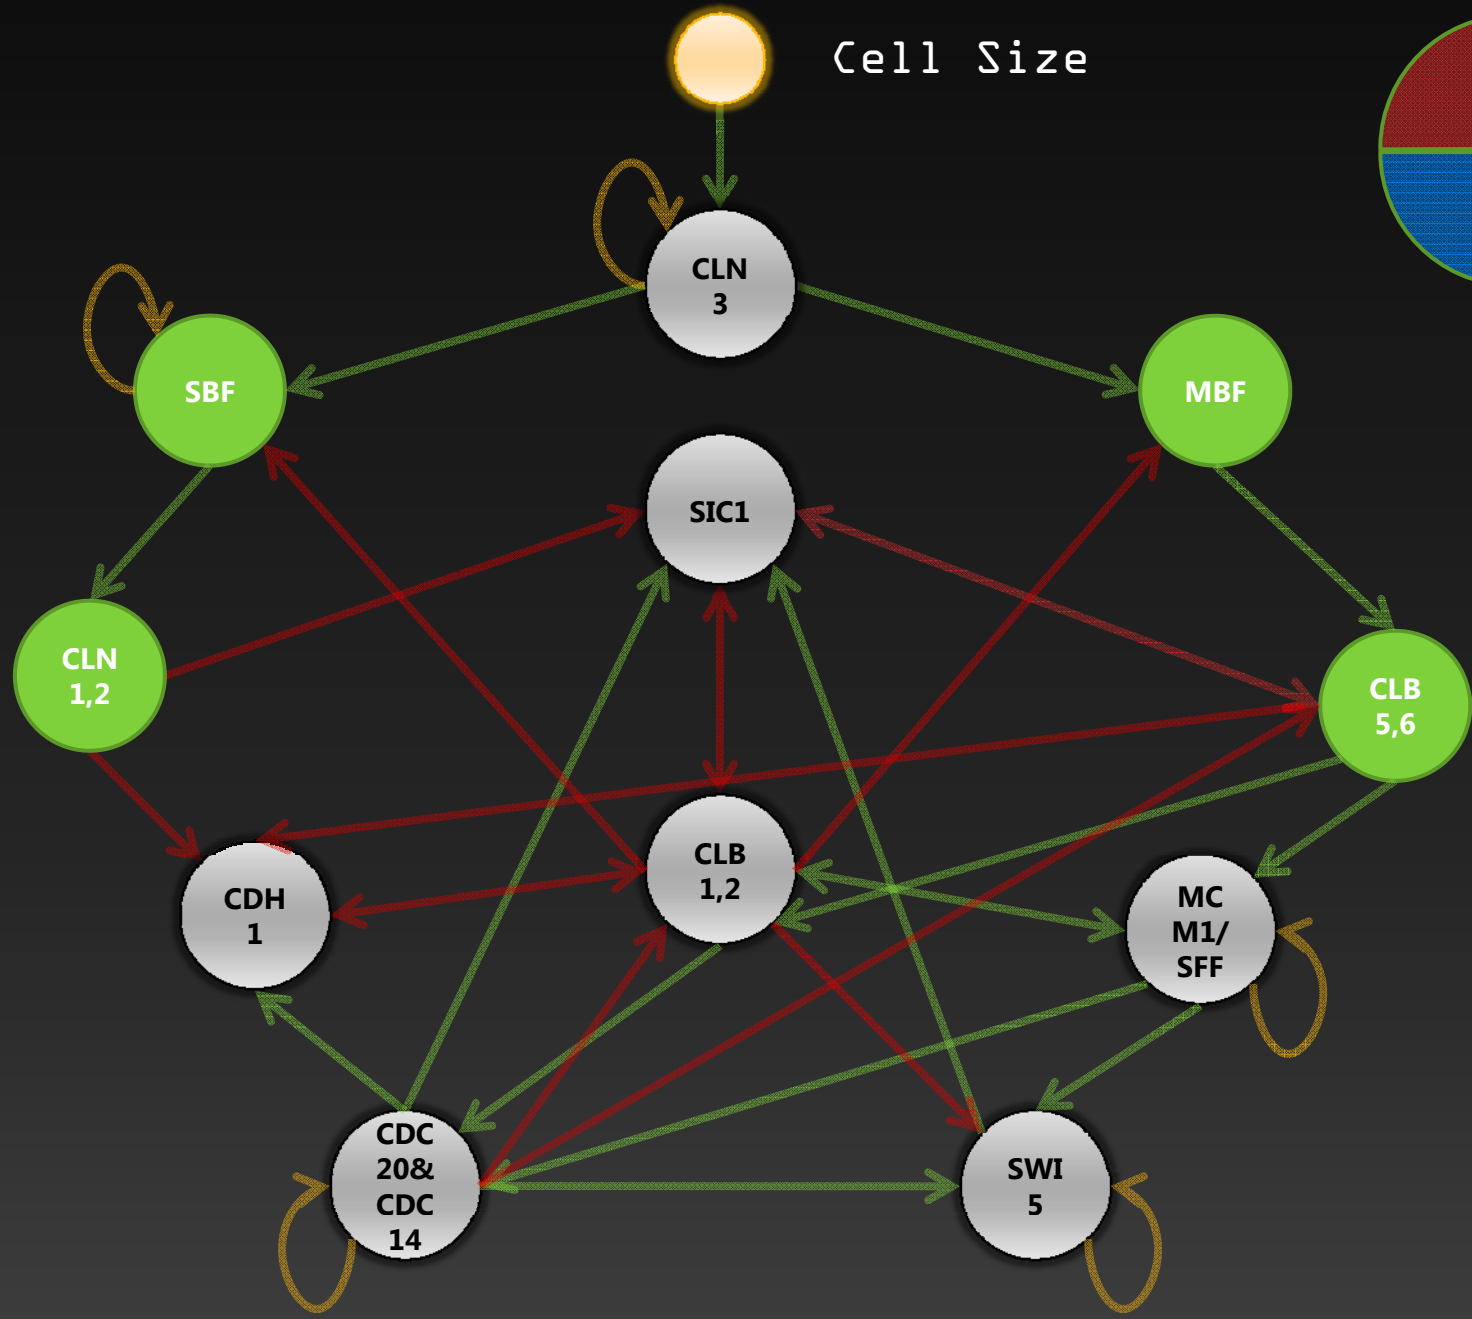 Cell Size
CLN
3
SBF
MBF
SIC1
CLN
1,2
CLB
5,6
CLB
1,2
CDH
1
MC
M1/
SFF
CDC
20&
CDC
14
SWI
5